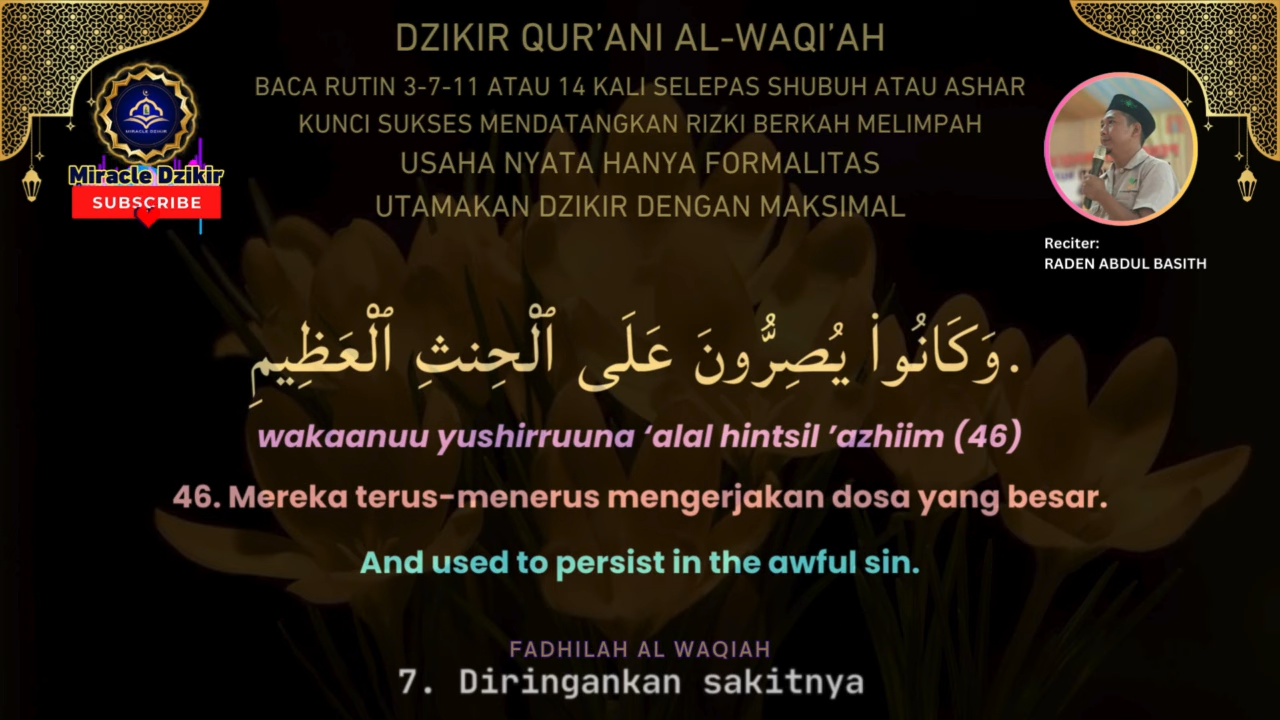 DZIKIR QUR'ANI AL-WAQI'AH
BACA RUTIN 3-7-11 ATAU 14 KALI SELEPAS SHUBUH ATAU ASHAR
KUNCI SUKSES MENDATANGKAN RIZKI BERKAH MELIMPAH
USAHA NYATA HANYA FORMALITAS
UTAMAKAN DZIKIR DENGAN MAKSIMAL
MIRACLE DZIKIR
Miracle Dzikir
SUBSCRIBE
Reciter:
RADEN ABDUL BASITH
وَكَانُوا۟ يُصِرُّونَ عَلَى ٱلْحِنثِ ٱلْعَظِيمِ.
wakaanuu yushirruuna ‘alal hintsil ’azhiim (46)
46. Mereka terus-menerus mengerjakan dosa yang besar.
And used to persist in the awful sin.
FADHILAH AL WAQIAH
7. Diringankan sakitnya